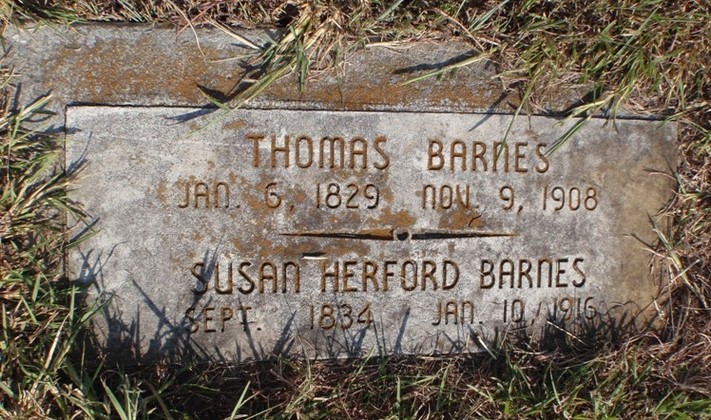 THOMAS BARNES
JAN. 6, 1829 NOV. 9, 1908
SUSAN HERFORD BARNES
SEPT. 1834 JAN. 10, 1916